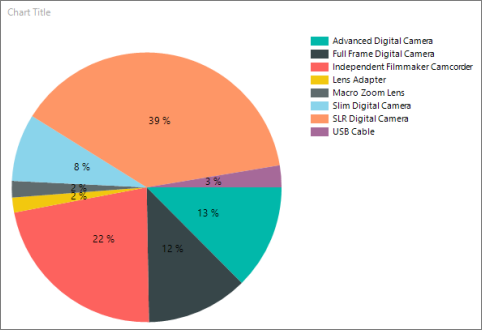 Chart Title
Advanced Digital Camera
Full Frame Digital Camera
Independent Filmmaker Camcorder
Lens Adapter
Macro Zoom Lens
Slim Digital Camera
SLR Digital Camera
USB Cable
39 %
8 %
3 %
2 %
2 %
13 %
22 %
12 %